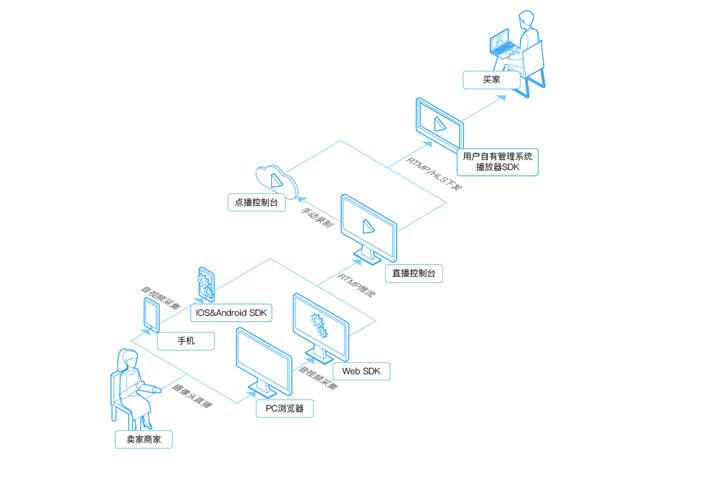 买家
用户自有管理系统
播放器SDK
RTMP/HLS下发
点播控制台
手动录制
直播控制台
RTMP推流
音视频采集
IOS&Android SDK
手机
Web SDK
音视频采集
摄像头直播
PC浏览器
卖家商家